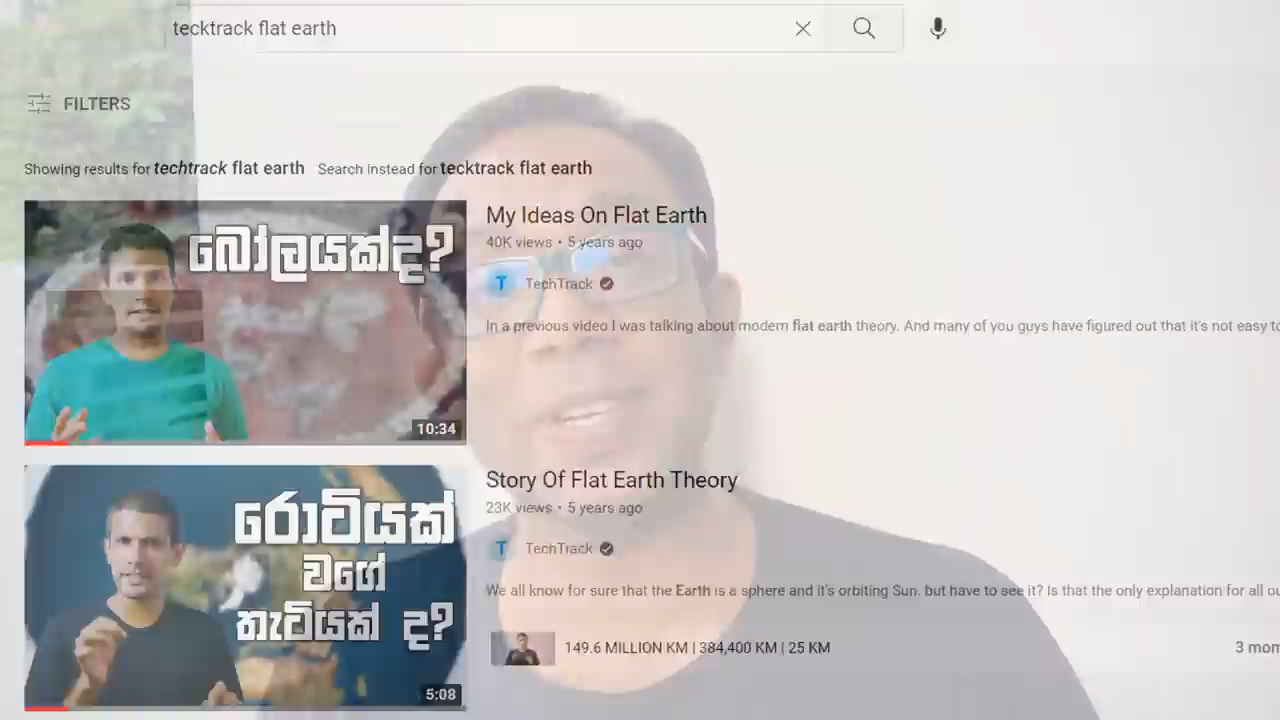 tecktrack flat earth
FILTERS
Showing results for techtrack flat earth Search instead for tecktrack flat earth
බෝලයක්ද?
10:34
My Ideas On Flat Earth
40K views • 5 years ago
T TechTrack
In a previous video I was talking about modern flat earth theory. And many of you guys have figured out that it's not easy to
රොටියක්
වගේ
තැටියක් ද?
5:08
Story Of Flat Earth Theory
23K views • 5 years ago
T TechTrack
We all know for sure that the Earth is a sphere and it's orbiting Sun. but have to see it? Is that the only explanation for all
149.6 MILLION KM | 384,400 KM | 25 KM
3